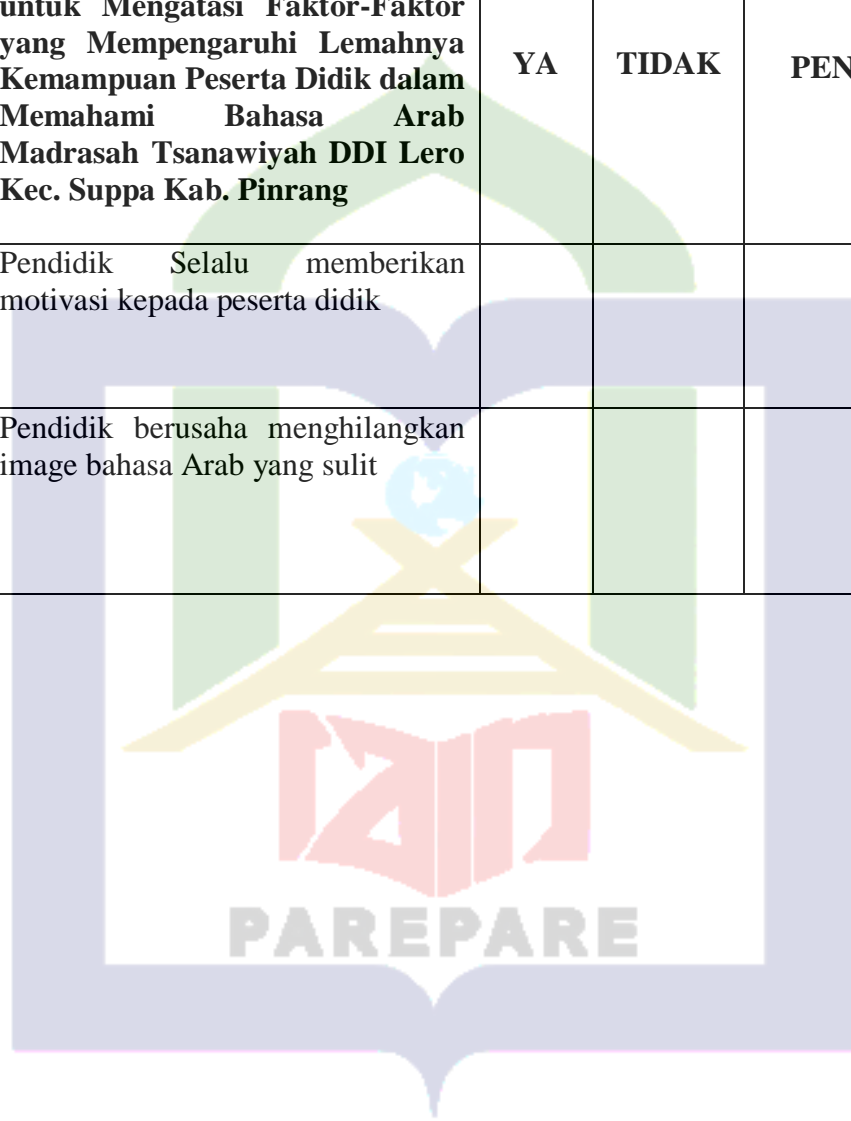 untuk Mengatasi Faktor-Faktor
yang Mempengaruhi Lemahnya
Kemampuan Peserta Didik dalam
Memahami Bahasa Arab
Madrasah Tsanawiyah DDI Lero
Kec. Suppa Kab. Pinrang
YA
TIDAK
PEN
Pendidik Selalu memberikan
motivasi kepada peserta didik
Pendidik berusaha menghilangkan
image bahasa Arab yang sulit
PAREPARE